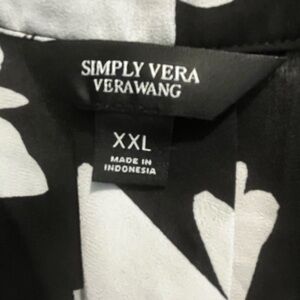 SIMPLY VERA
VERAWANG
XXL
MADE IN
INDONESIA